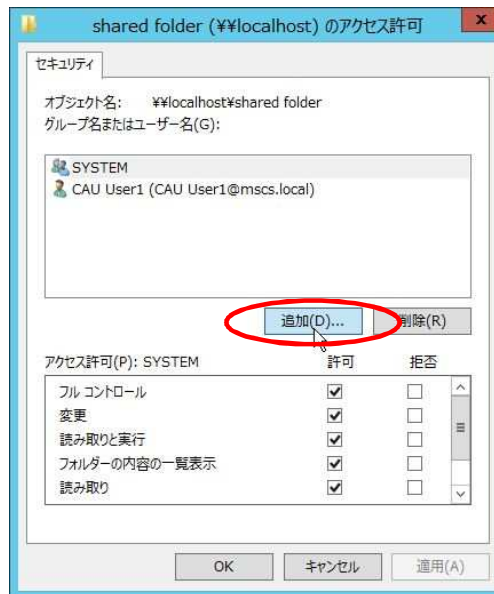 shared folder (¥¥localhost) のアクセス許可
x
セキュリティ
オブジェクト名: ¥¥localhost¥shared folder
グループ名またはユーザー名(G):
SYSTEM
CAU User1 (CAU User1@mscs.local)
追加(D)... 削除(R)
アクセス許可(P): SYSTEM 許可 拒否
フル コントロール
変更
読み取りと実行
フォルダーの内容の一覧表示
読み取り
OK キャンセル 適用(A)